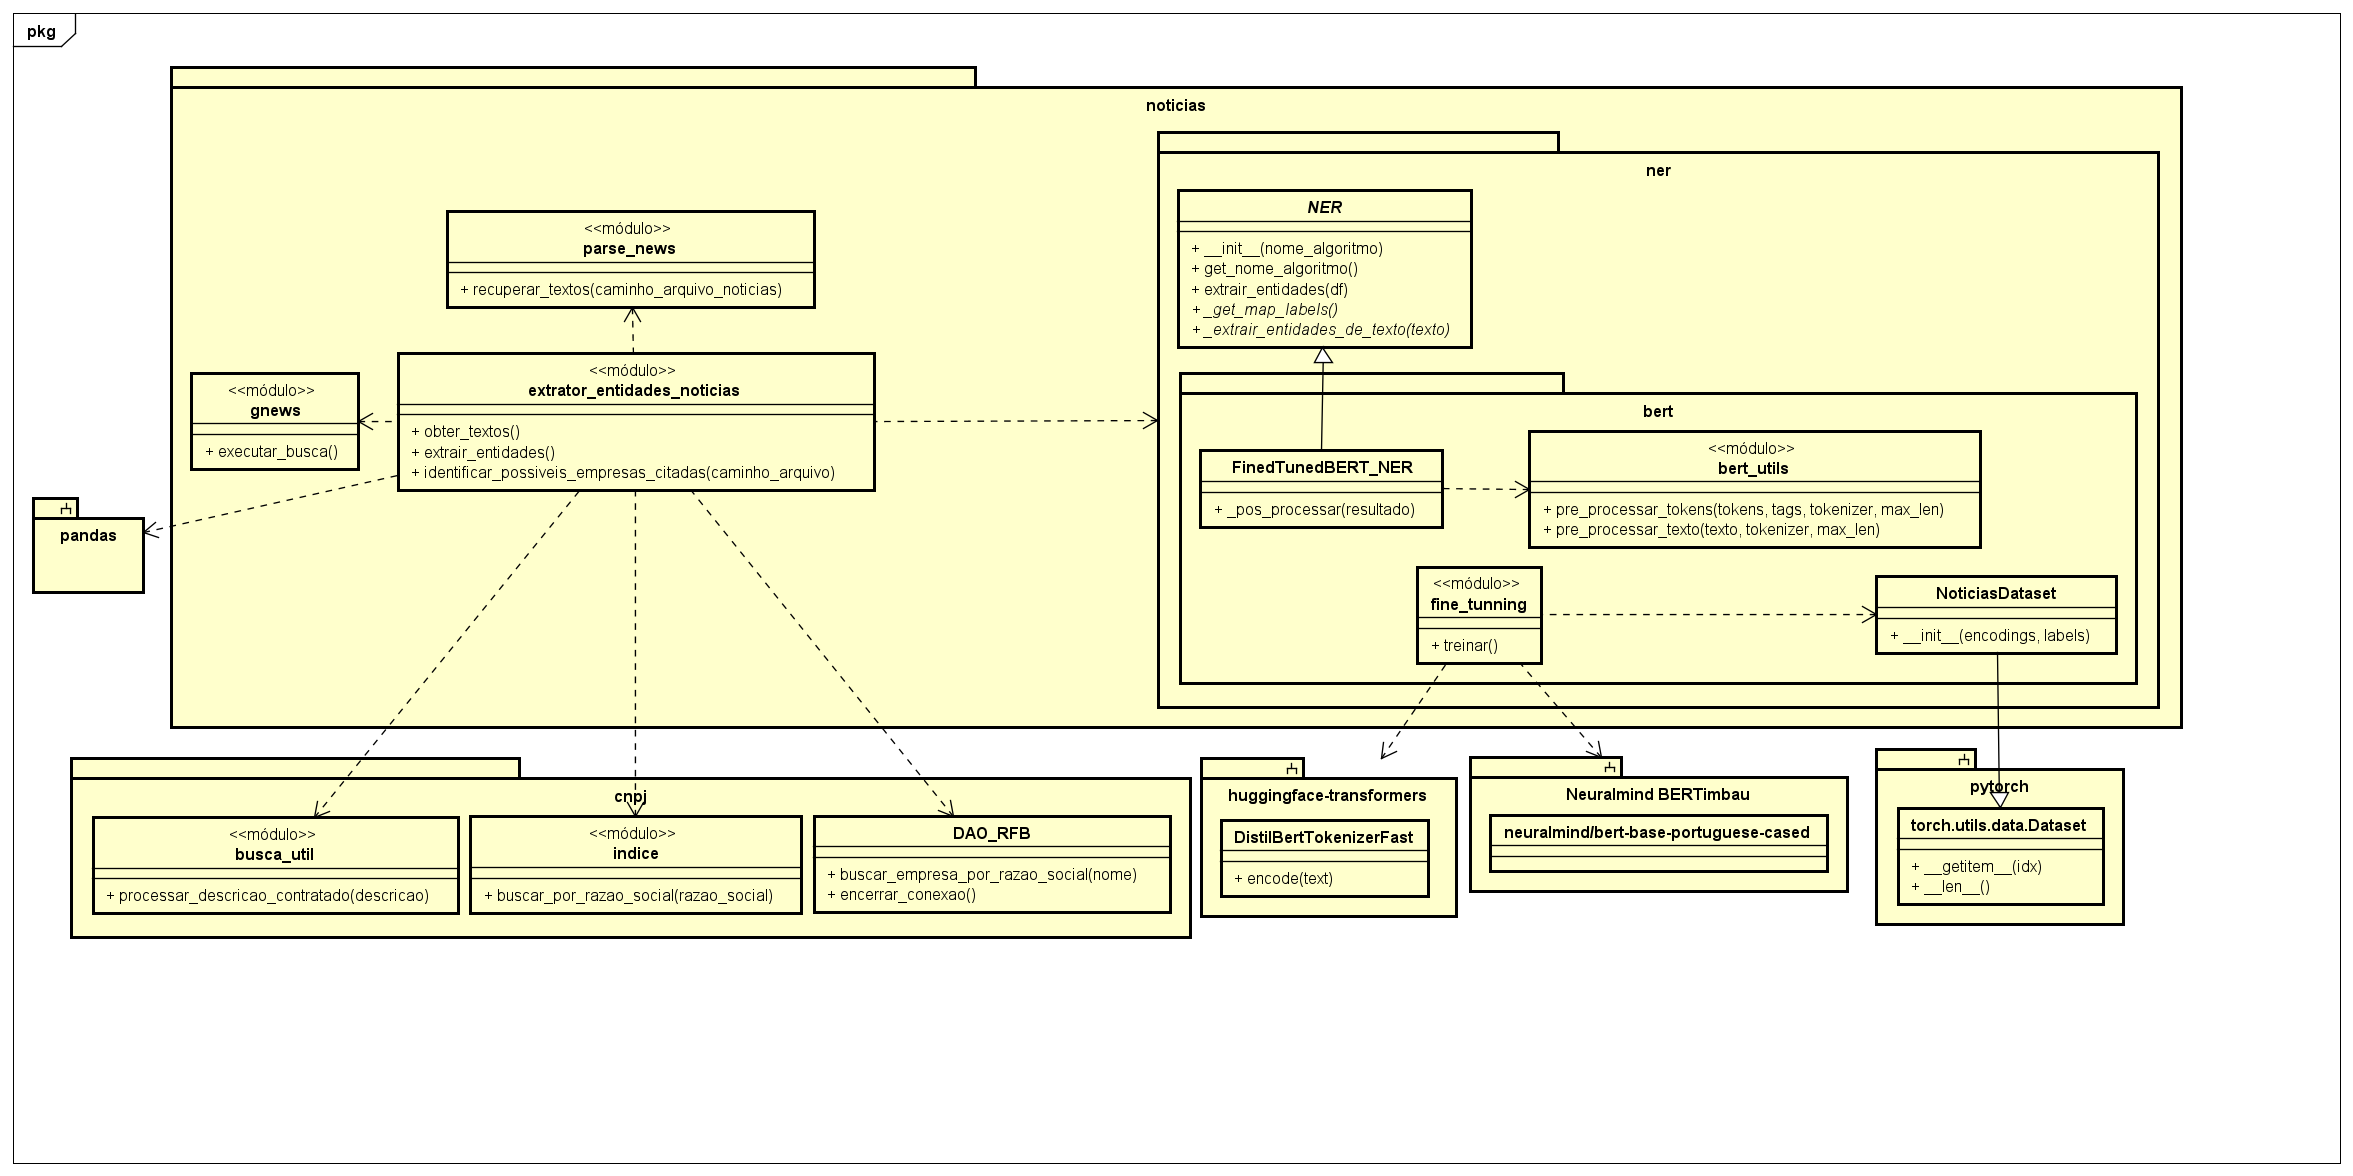 pkg
noticias
ner
NER
+ __init__(nome_algoritmo)
+ get_nome_algoritmo()
+ extrair_entidades(df)
+ _get_map_labels()
+ _extrair_entidades_de_texto(texto)
<<módulo>>
parse_news
+ recuperar_textos(caminho_arquivo_noticias)
<<módulo>>
gnews
+ executar_busca()
<<módulo>>
extrator_entidades_noticias
+ obter_textos()
+ extrair_entidades()
+ identificar_possiveis_empresas_citadas(caminho_arquivo)
pandas
bert
FinedTunedBERT_NER
+ _pos_processar(resultado)
<<módulo>>
bert_utils
+ pre_processar_tokens(tokens, tags, tokenizer, max_len)
+ pre_processar_texto(texto, tokenizer, max_len)
<<módulo>>
fine_tunning
+ treinar()
NoticiasDataset
+ __init__(encodings, labels)
cnpj
<<módulo>>
busca_util
+ processar_descricao_contratado(descricao)
<<módulo>>
indice
+ buscar_por_razao_social(razao_social)
DAO_RFB
+ buscar_empresa_por_razao_social(nome)
+ encerrar_conexao()
huggingface-transformers
DistilBertTokenizerFast
+ encode(text)
Neuralmind BERTimbau
neuralmind/bert-base-portuguese-cased
pytorch
torch.utils.data.Dataset
+ __getitem__(idx)
+ __len__()